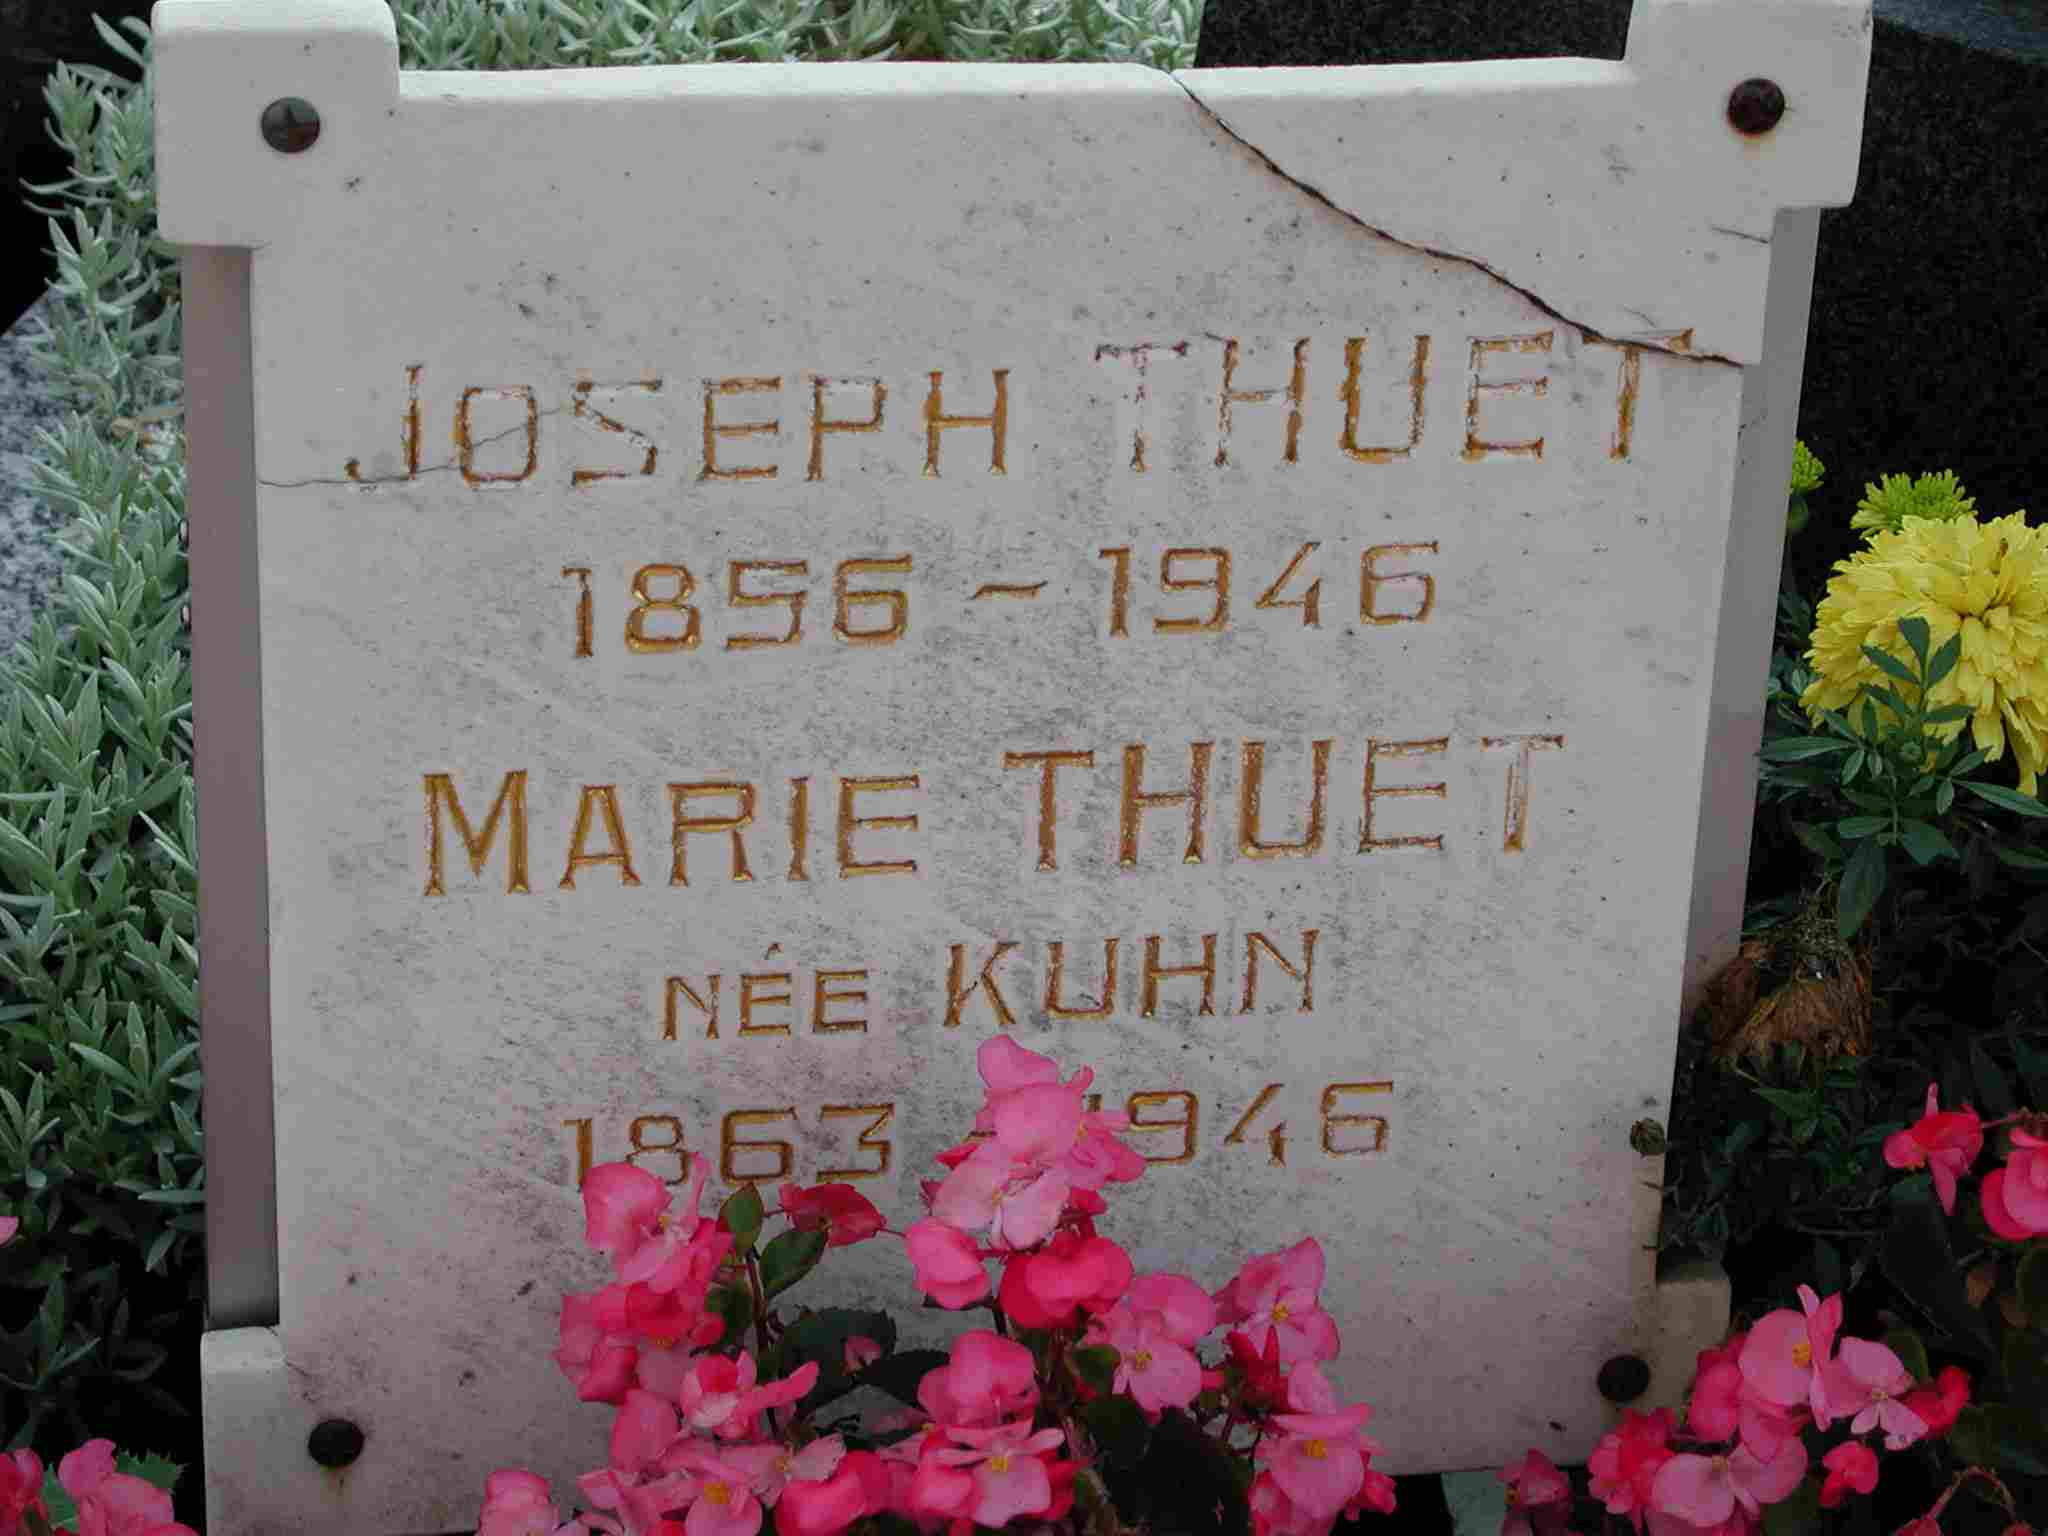 JOSEPH THUET
1856 ~ 1946
MARIE THUET
NÉE KUHN
1863 - 1946